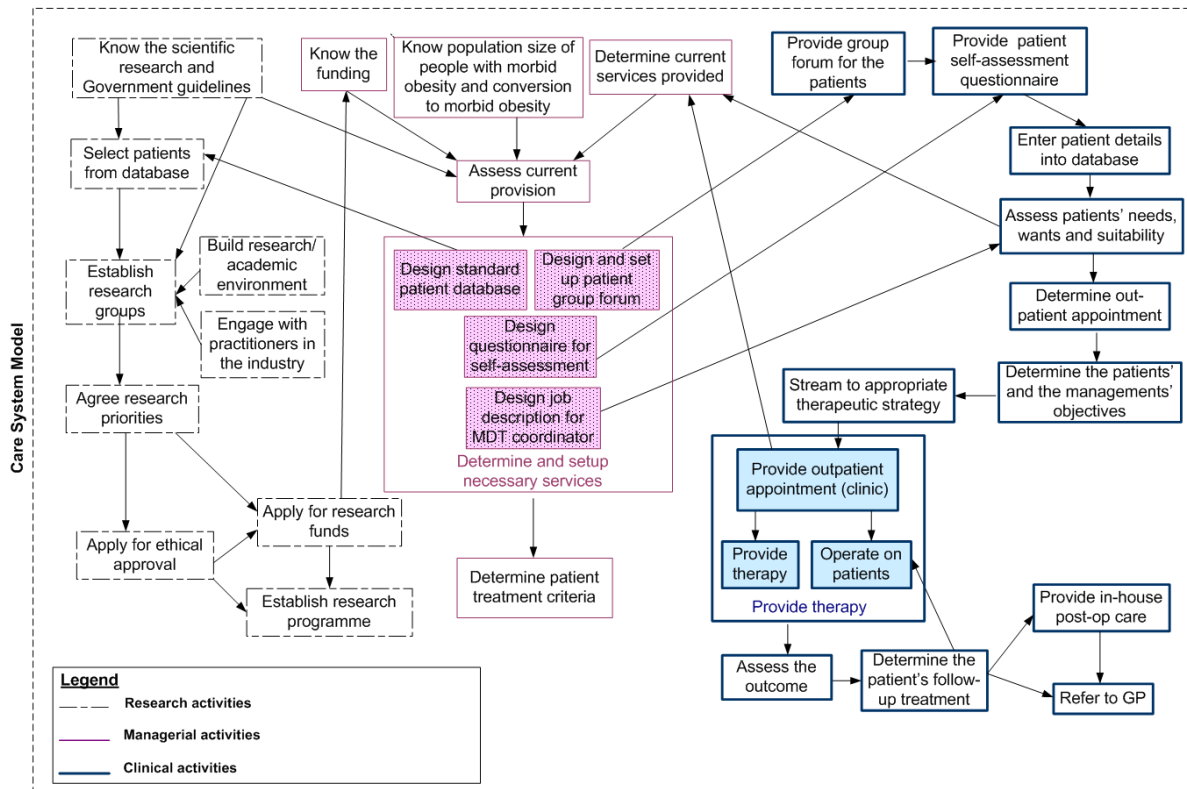 Care System Model
Know the scientific
research and
Government guidelines
Know the
funding
Know population size of
people with morbid
obesity and conversion
to morbid obesity
Determine current
services provided
Provide group
forum for the
patients
Provide patient
self-assessment
questionnaire
Select patients
from database
Assess current
provision
Enter patient details
into database
Assess patients’ needs,
wants and suitability
Establish
research
groups
Build research/
academic
environment
Engage with
practitioners in
the industry
Design standard
patient database
Design and set
up patient
group forum
Design
questionnaire for
self-assessment
Design job
description for
MDT coordinator
Determine and setup
necessary services
Determine out-
patient appointment
Determine the patients’
and the managements’
objectives
Stream to appropriate
therapeutic strategy
Agree research
priorities
Provide outpatient
appointment (clinic)
Provide
therapy
Operate on
patients
Provide therapy
Apply for research
funds
Apply for ethical
approval
Establish research
programme
Determine patient
treatment criteria
Provide in-house
post-op care
Assess the
outcome
Determine the
patient’s follow-
up treatment
Refer to GP
Legend
Research activities
Managerial activities
Clinical activities